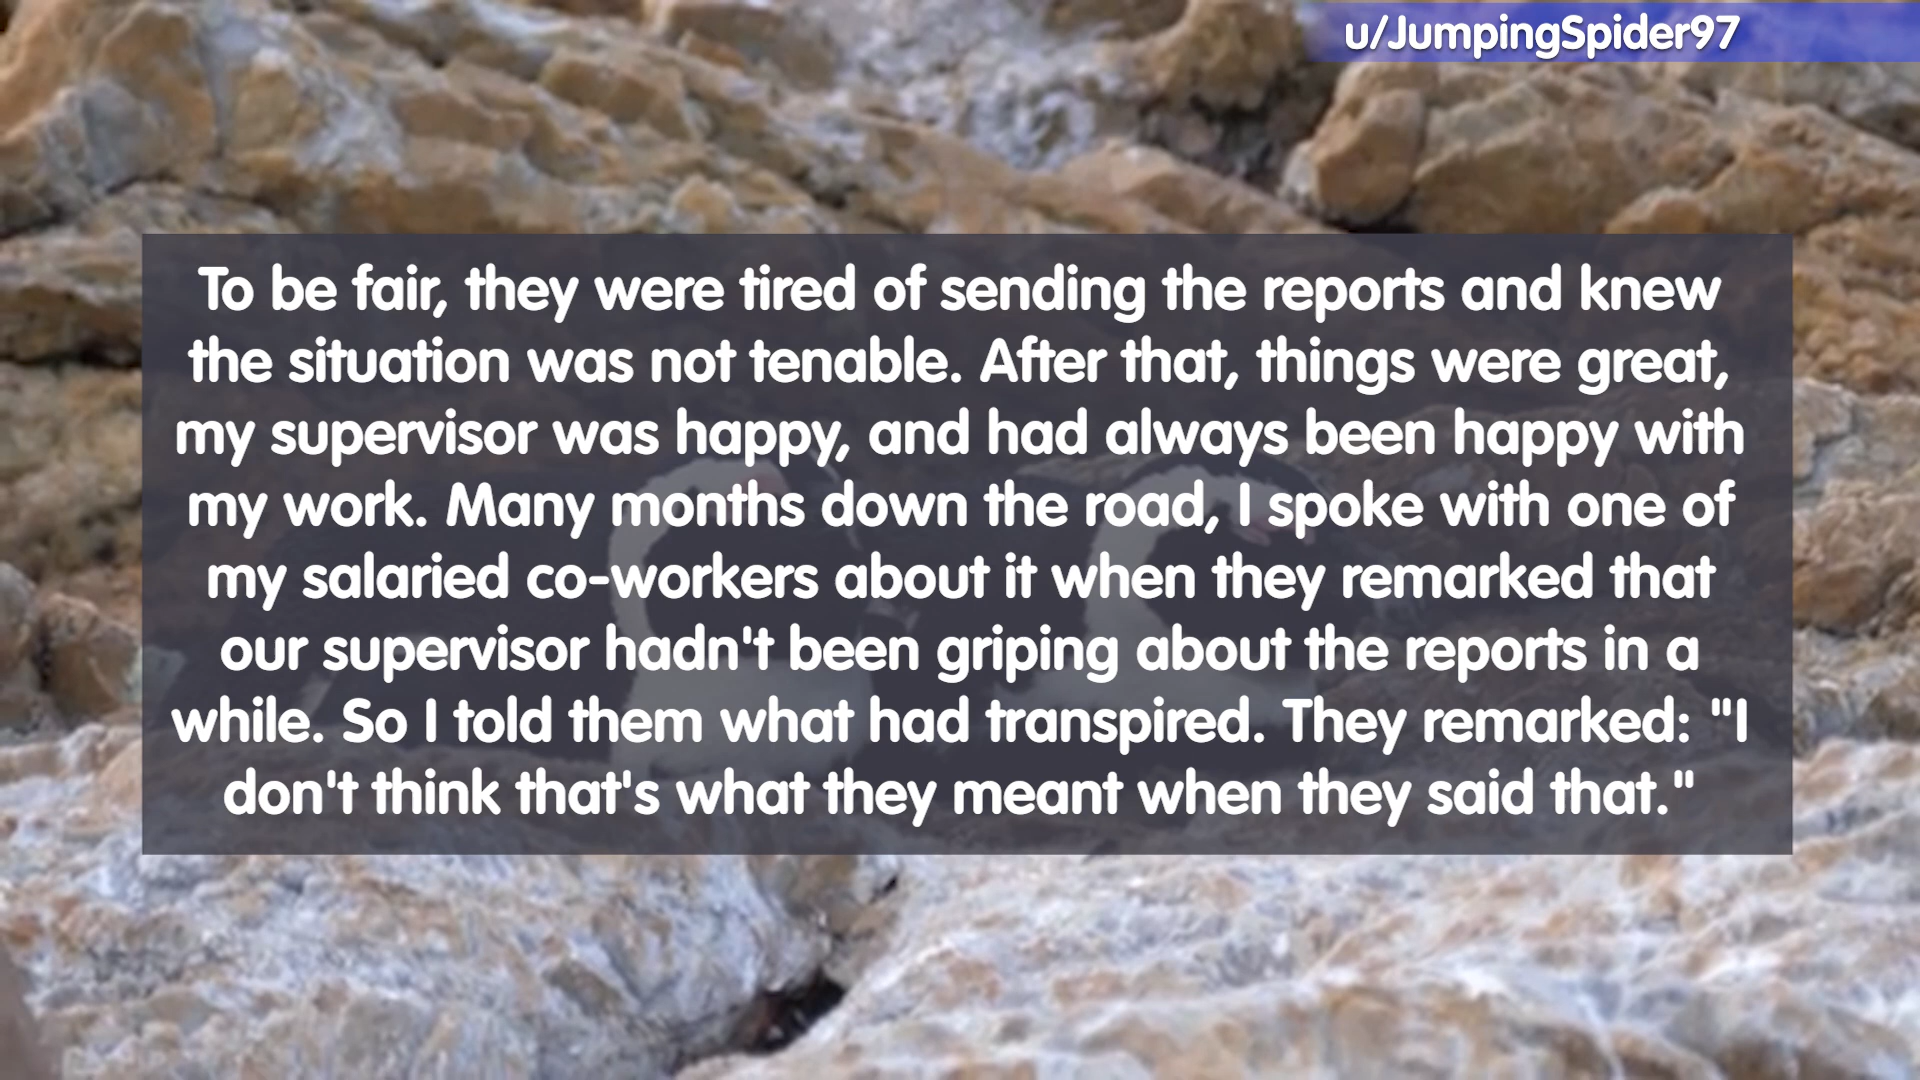 u/JumpingSpider97
To be fair, they were tired of sending the reports and knew
the situation was not tenable. After that, things were great,
my supervisor was happy, and had always been happy with
my work. Many months down the road, I spoke with one of
my salaried co-workers about it when they remarked that
our supervisor hadn't been griping about the reports in a
while. So I told them what had transpired. They remarked: "I
don't think that's what they meant when they said that."